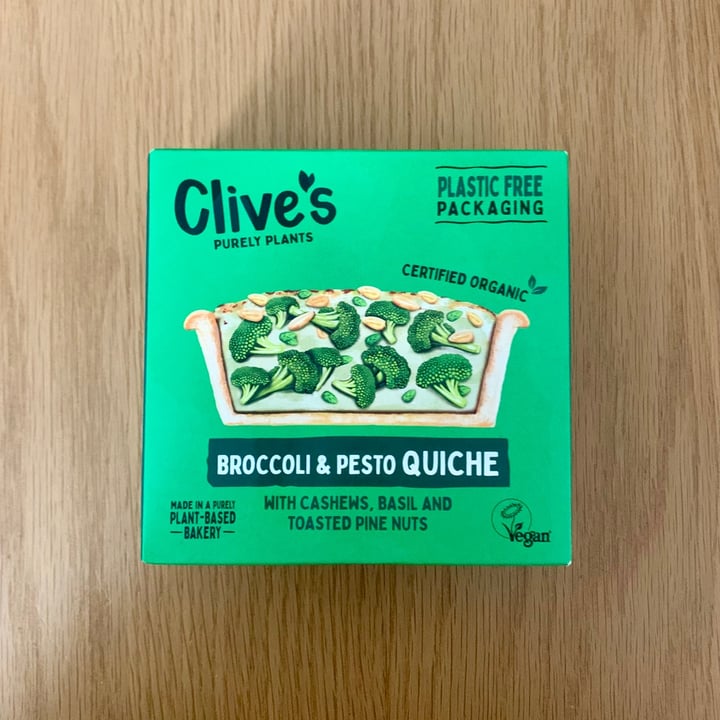 Clive's
PURELY PLANTS
PLASTIC FREE
PACKAGING
CERTIFIED ORGANIC
BROCCOLI & PESTO QUICHE
WITH CASHEWS, BASIL AND
TOASTED PINE NUTS
MADE IN A PURELY
PLANT-BASED
BAKERY
Vegan